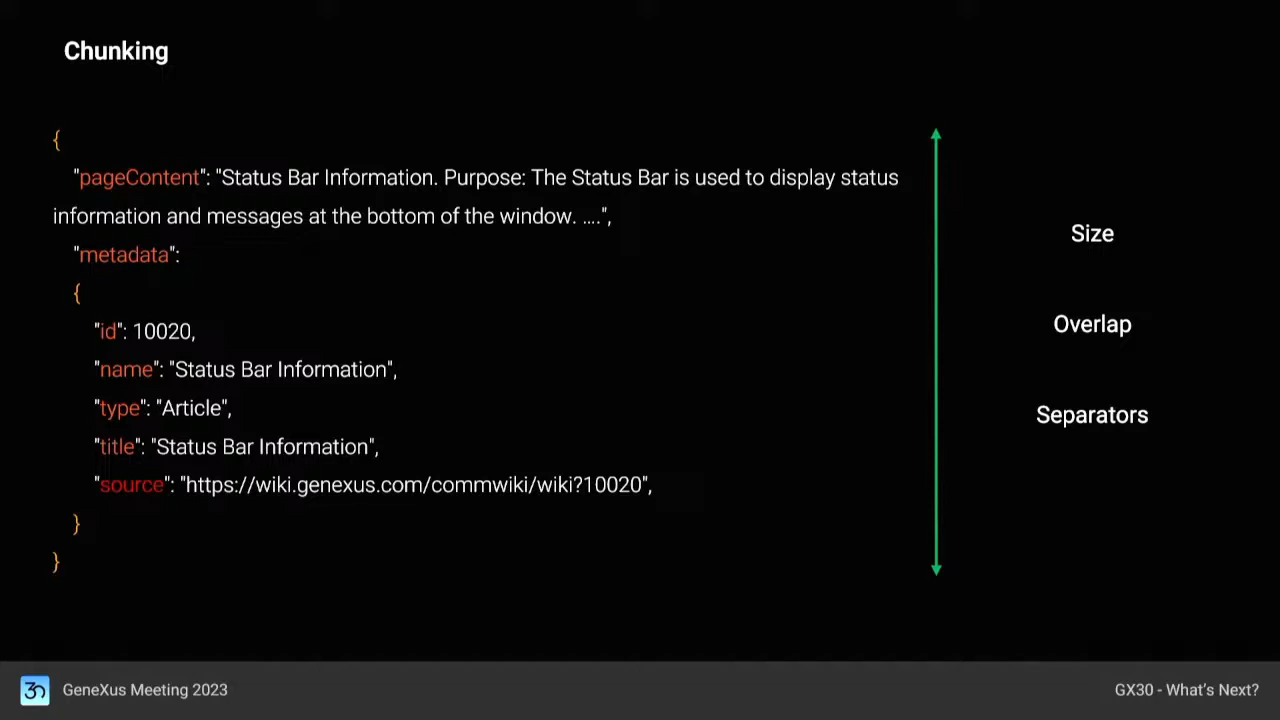 Chunking
{
"pageContent": "Status Bar Information. Purpose: The Status Bar is used to display status
information and messages at the bottom of the window. ....",
"metadata":
{
"id": 10020,
"name": "Status Bar Information",
"type": "Article",
"title": "Status Bar Information",
"source": "https://wiki.genexus.com/commwiki/wiki?10020",
}
}
Size
Overlap
Separators
30 GeneXus Meeting 2023
GX30 - What's Next?